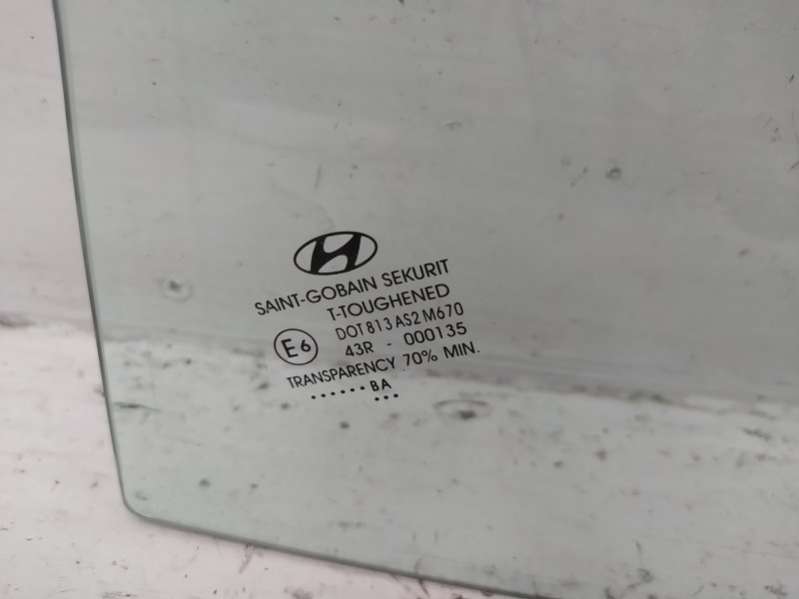 SAINT-GOBAIN SEKURIT
T-TOUGHENED
DOT 813 AS2 M670
E6 43R - 000135
TRANSPARENCY 70% MIN.
...... BA
...